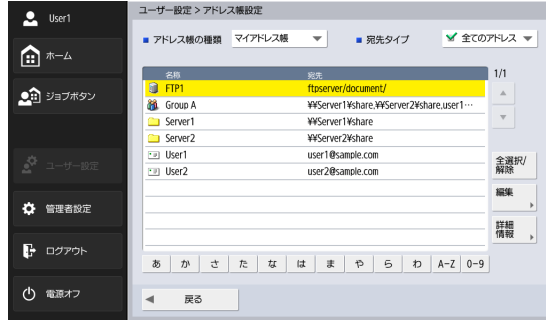 User1
ホーム
ジョブボタン
ユーザー設定
管理者設定
ログアウト
電源オフ
ユーザー設定 > アドレス帳設定
アドレス帳の種類 マイアドレス帳 宛先タイプ 全てのアドレス
名称 宛先 1/1
FTP1 ftpserver/document/
Group A ¥¥Server1¥share,¥¥Server2¥share,user1…
Server1 ¥¥Server1¥share
Server2 ¥¥Server2¥share
User1 user1@sample.com
User2 user2@sample.com
全選択/
解除
編集
詳細
情報
あ か さ た な は ま や ら わ A-Z 0-9
戻る